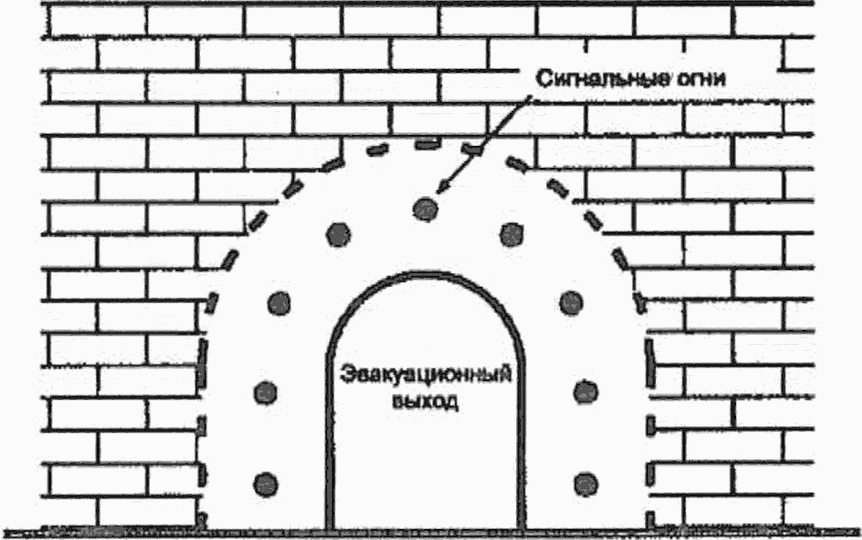 Сигнальные огни
Эвакуационный
выход